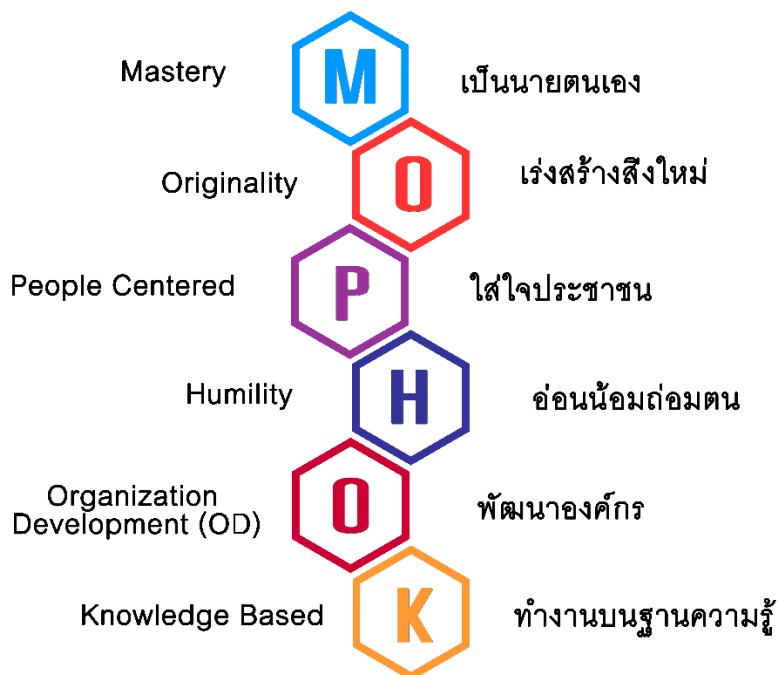 Mastery
M
เป็นนายตนเอง
Originality
O
เร่งสร้างสิ่งใหม่
People Centered
P
ใส่ใจประชาชน
Humility
H
อ่อนน้อมถ่อมตน
Organization
Development (OD)
O
พัฒนาองค์กร
Knowledge Based
K
ทำงานบนฐานความรู้